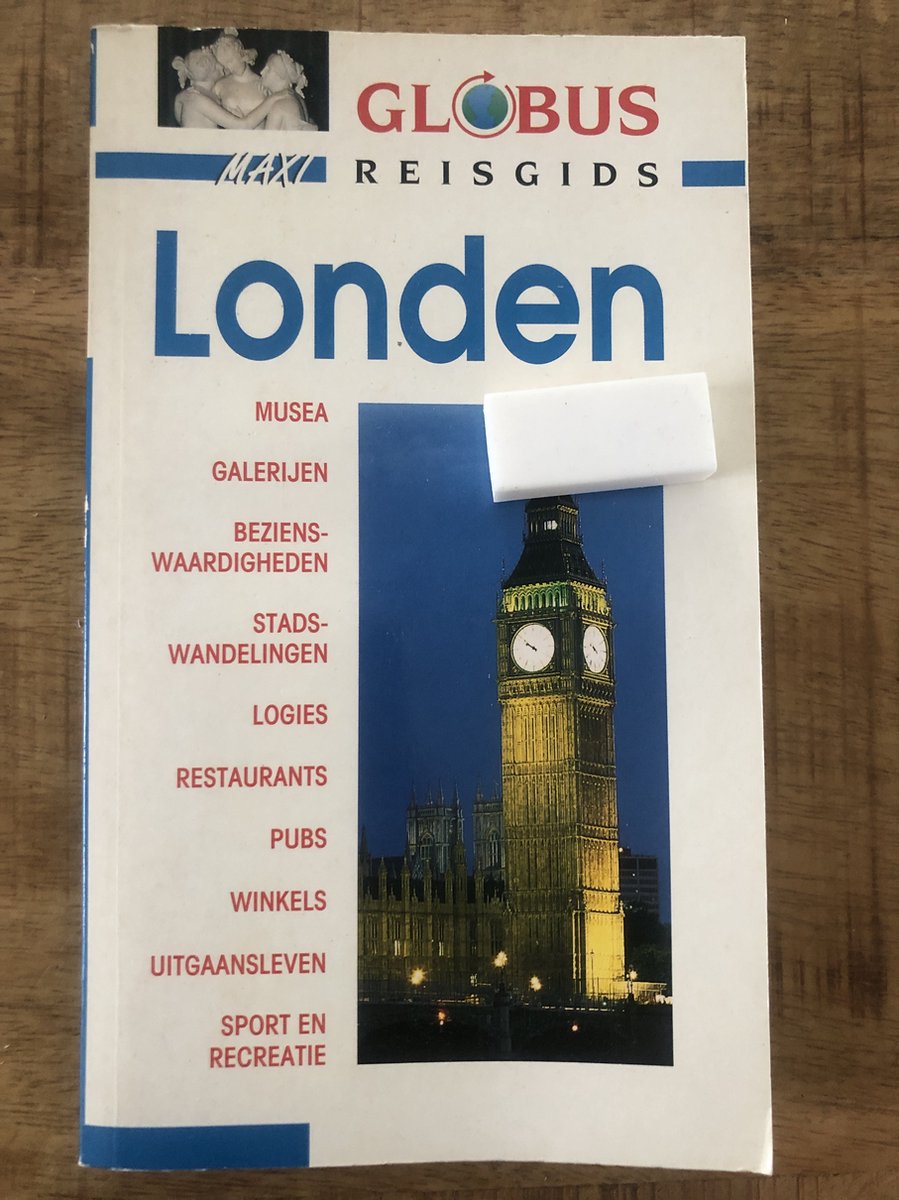 GLOBUS
MAXI REISGIDS
Londen
MUSEA
GALERIJEN
BEZIENS-
WAARDIGHEDEN
STADS-
WANDELINGEN
LOGIES
RESTAURANTS
PUBS
WINKELS
UITGAANSLEVEN
SPORT EN
RECREATIE